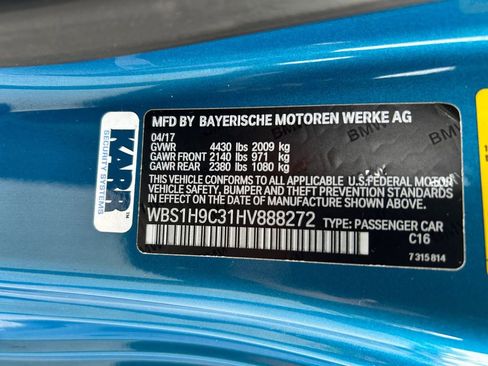 MFD BY BAYERISCHE MOTOREN WERKE AG
04/17
GVWR 4430 lbs 2009 kg
GAWR FRONT 2140 lbs 971 kg
GAWR REAR 2380 lbs 1080 kg
THIS VEHICLE CONFORMS TO ALL APPLICABLE U.S.FEDERAL MOTOR
VEHICLE SAFETY, BUMPER AND THEFT PREVENTION STANDARDS
IN EFFECT ON THE DATE OF MANUFACTURE SHOWN ABOVE.
WBS1H9C31HV888272 TYPE: PASSENGER CAR
C16
7 315 814
KARR™
SECURITY SYSTEMS
BMW